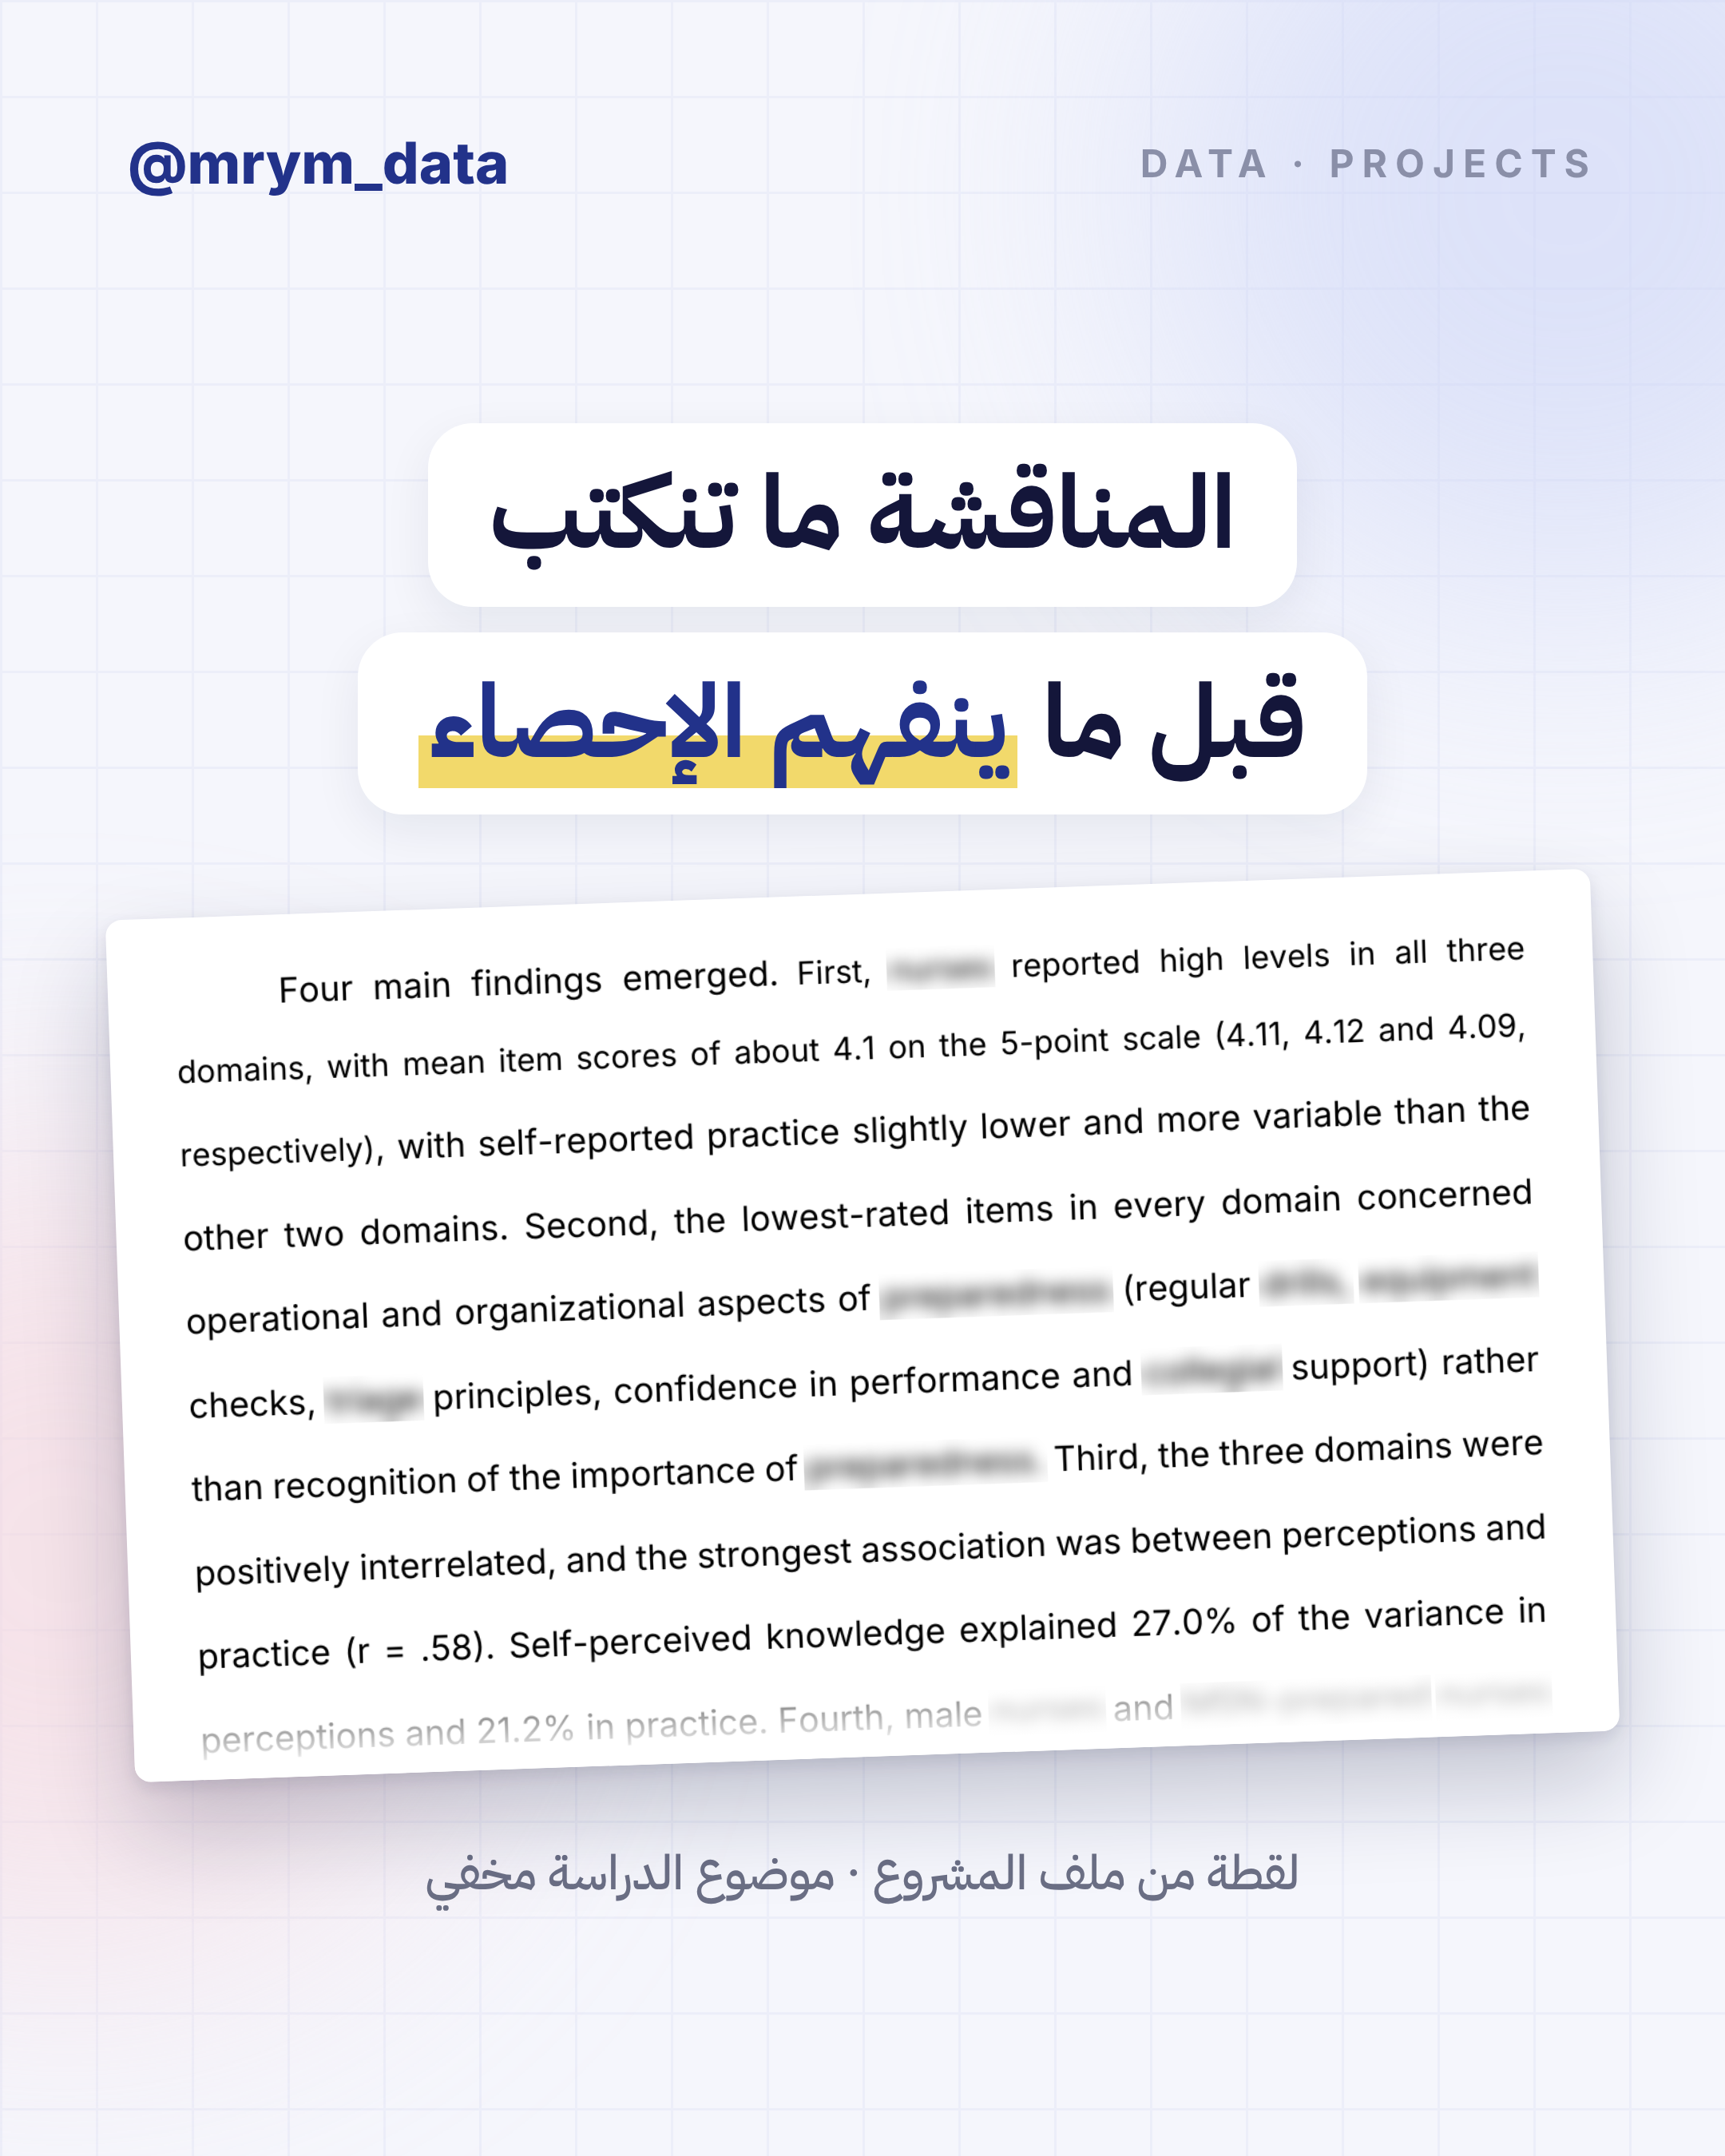 @mrym_data
DATA · PROJECTS
المناقشة ما تنكتب
قبل ما ينفهم الإحصاء
Four main findings emerged. First, reported high levels in all three
domains, with mean item scores of about 4.1 on the 5-point scale (4.11, 4.12 and 4.09,
respectively), with self-reported practice slightly lower and more variable than the
other two domains. Second, the lowest-rated items in every domain concerned
operational and organizational aspects of (regular
checks, principles, confidence in performance and support) rather
than recognition of the importance of Third, the three domains were
positively interrelated, and the strongest association was between perceptions and
practice (r = .58). Self-perceived knowledge explained 27.0% of the variance in
perceptions and 21.2% in practice. Fourth, male and
لقطة من ملف المشروع · موضوع الدراسة مخفي